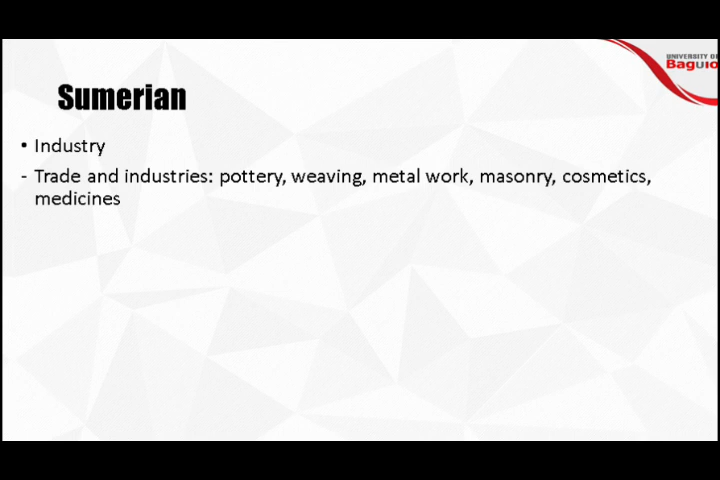 UNIVERSITY OF
Baguio
Sumerian
• Industry
- Trade and industries: pottery, weaving, metal work, masonry, cosmetics,
medicines